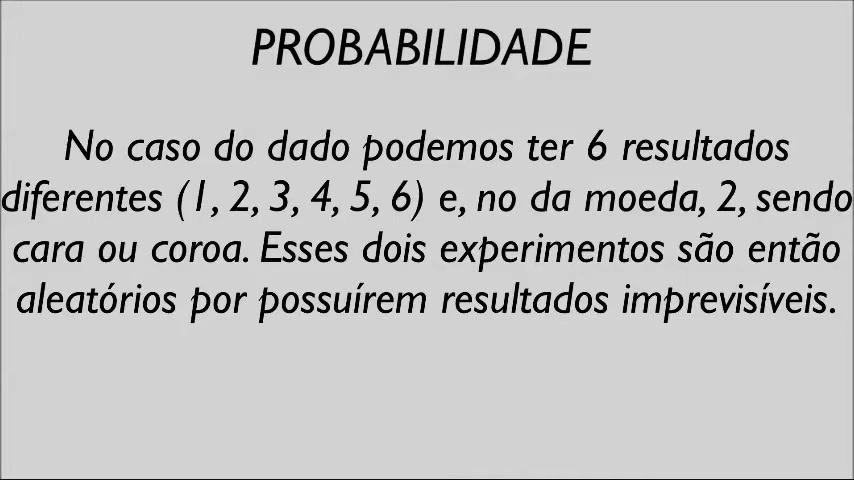 PROBABILIDADE
No caso do dado podemos ter 6 resultados
diferentes (1, 2, 3, 4, 5, 6) e, no da moeda, 2, sendo
cara ou coroa. Esses dois experimentos são então
aleatórios por possuírem resultados imprevisíveis.